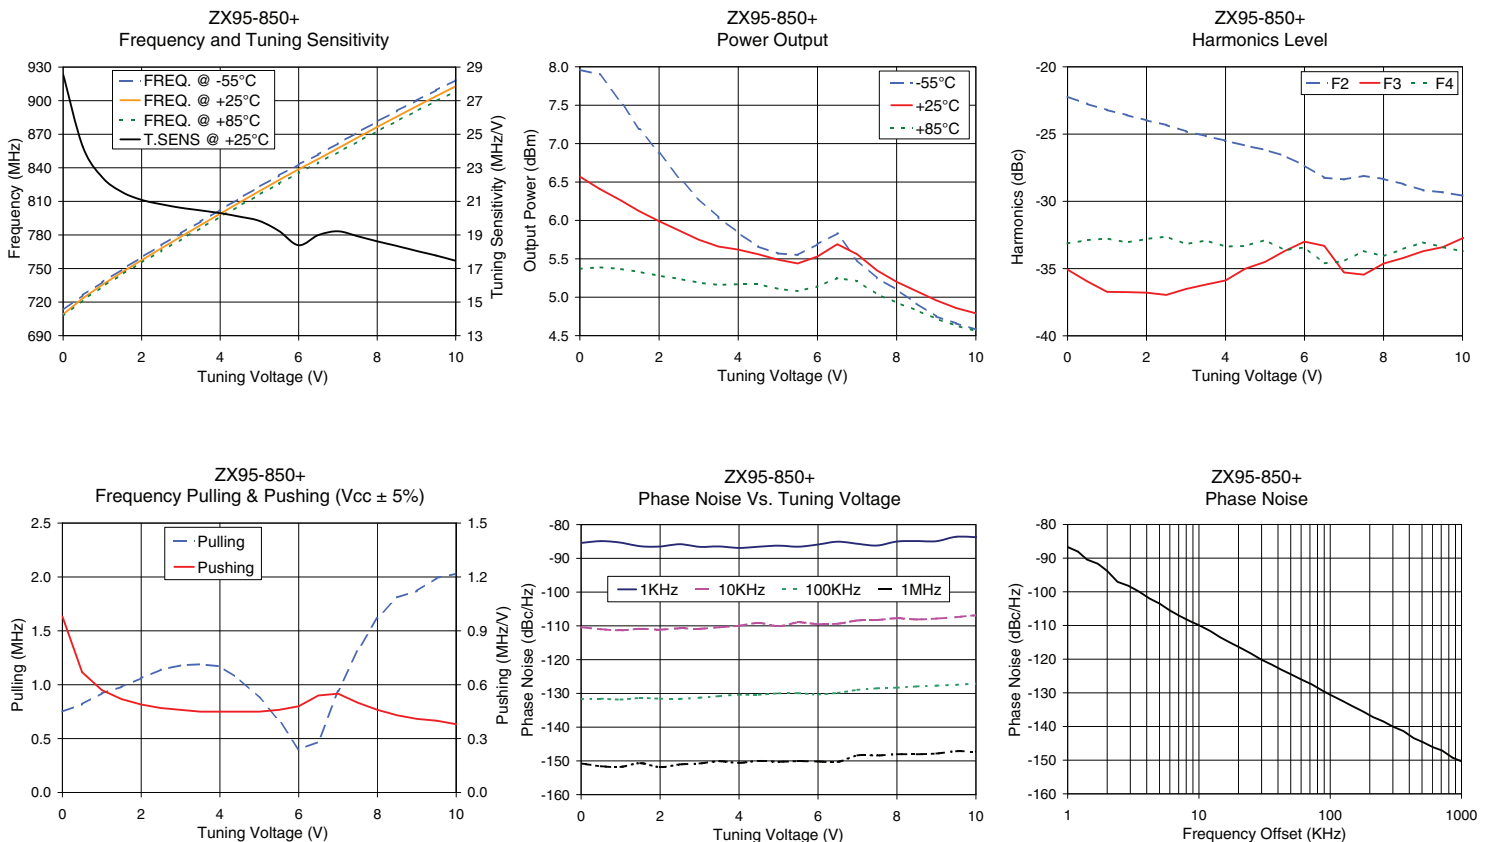 ZX95-850+
Frequency and Tuning Sensitivity
930
900
870
840
810
780
750
720
690
Frequency (MHz)
FREQ. @ -55°C
FREQ. @ +25°C
FREQ. @ +85°C
T.SENS @ +25°C
29
27
25
23
21
19
17
15
13
Tuning Sensitivity (MHz/V)
0 2 4 6 8 10
Tuning Voltage (V)
ZX95-850+
Power Output
8.0
7.5
7.0
6.5
6.0
5.5
5.0
4.5
Output Power (dBm)
-55°C
+25°C
+85°C
0 2 4 6 8 10
Tuning Voltage (V)
ZX95-850+
Harmonics Level
-20
-25
-30
-35
-40
Harmonics (dBc)
F2 F3 F4
0 2 4 6 8 10
Tuning Voltage (V)
ZX95-850+
Frequency Pulling & Pushing (Vcc ± 5%)
2.5
2.0
1.5
1.0
0.5
0.0
Pulling (MHz)
Pulling
Pushing
1.5
1.2
0.9
0.6
0.3
0.0
Pushing (MHz/V)
0 2 4 6 8 10
Tuning Voltage (V)
ZX95-850+
Phase Noise Vs. Tuning Voltage
-80
-90
-100
-110
-120
-130
-140
-150
-160
Phase Noise (dBc/Hz)
1KHz 10KHz 100KHz 1MHz
0 2 4 6 8 10
Tuning Voltage (V)
ZX95-850+
Phase Noise
-80
-90
-100
-110
-120
-130
-140
-150
-160
Phase Noise (dBc/Hz)
1 10 100 1000
Frequency Offset (KHz)